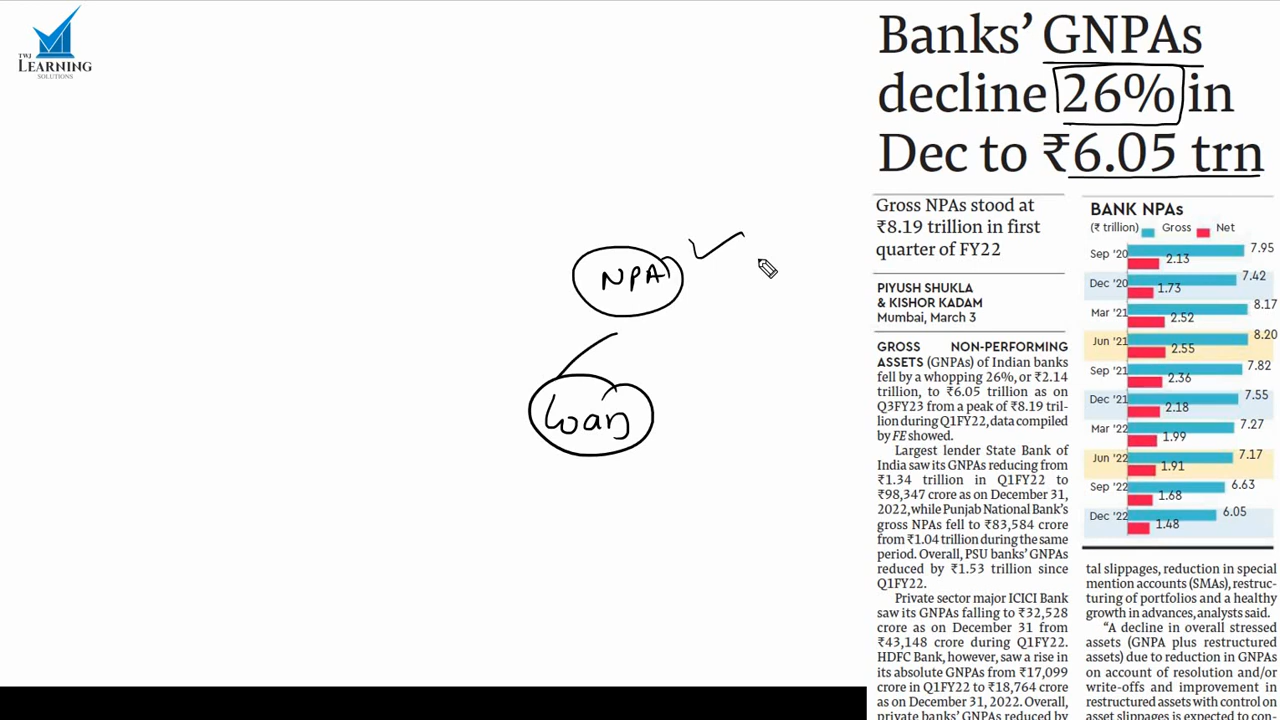 TWJ
LEARNING
SOLUTIONS
NPA
Loan
Banks’ GNPAs
decline 26% in
Dec to ₹6.05 trn
Gross NPAs stood at
₹8.19 trillion in first
quarter of FY22
PIYUSH SHUKLA
& KISHOR KADAM
Mumbai, March 3
GROSS NON-PERFORMING
ASSETS (GNPAs) of Indian banks
fell by a whopping 26%, or ₹2.14
trillion, to ₹6.05 trillion as on
Q3FY23 from a peak of ₹8.19 tril-
lion during Q1FY22, data compiled
by FE showed.
Largest lender State Bank of
India saw its GNPAs reducing from
₹1.34 trillion in Q1FY22 to
₹98,347 crore as on December 31,
2022, while Punjab National Bank’s
gross NPAs fell to ₹83,584 crore
from ₹1.04 trillion during the same
period. Overall, PSU banks’ GNPAs
reduced by ₹1.53 trillion since
Q1FY22.
Private sector major ICICI Bank
saw its GNPAs falling to ₹32,528
crore as on December 31 from
₹43,148 crore during Q1FY22.
HDFC Bank, however, saw a rise in
its absolute GNPAs from ₹17,099
crore in Q1FY22 to ₹18,764 crore
as on December 31, 2022. Overall,
private banks’ GNPAs reduced by
BANK NPAs
(₹ trillion) Gross Net
Sep ’20 7.95
2.13
Dec ’20 7.42
1.73
Mar ’21 8.17
2.52
Jun ’21 8.20
2.55
Sep ’21 7.82
2.36
Dec ’21 7.55
2.18
Mar ’22 7.27
1.99
Jun ’22 7.17
1.91
Sep ’22 6.63
1.68
Dec ’22 6.05
1.48
tal slippages, reduction in special
mention accounts (SMAs), restruc-
turing of portfolios and a healthy
growth in advances, analysts said.
“A decline in overall stressed
assets (GNPA plus restructured
assets) due to reduction in GNPAs
on account of resolution and/or
write-offs and improvement in
restructured assets with control on
asset slippages is expected to con-